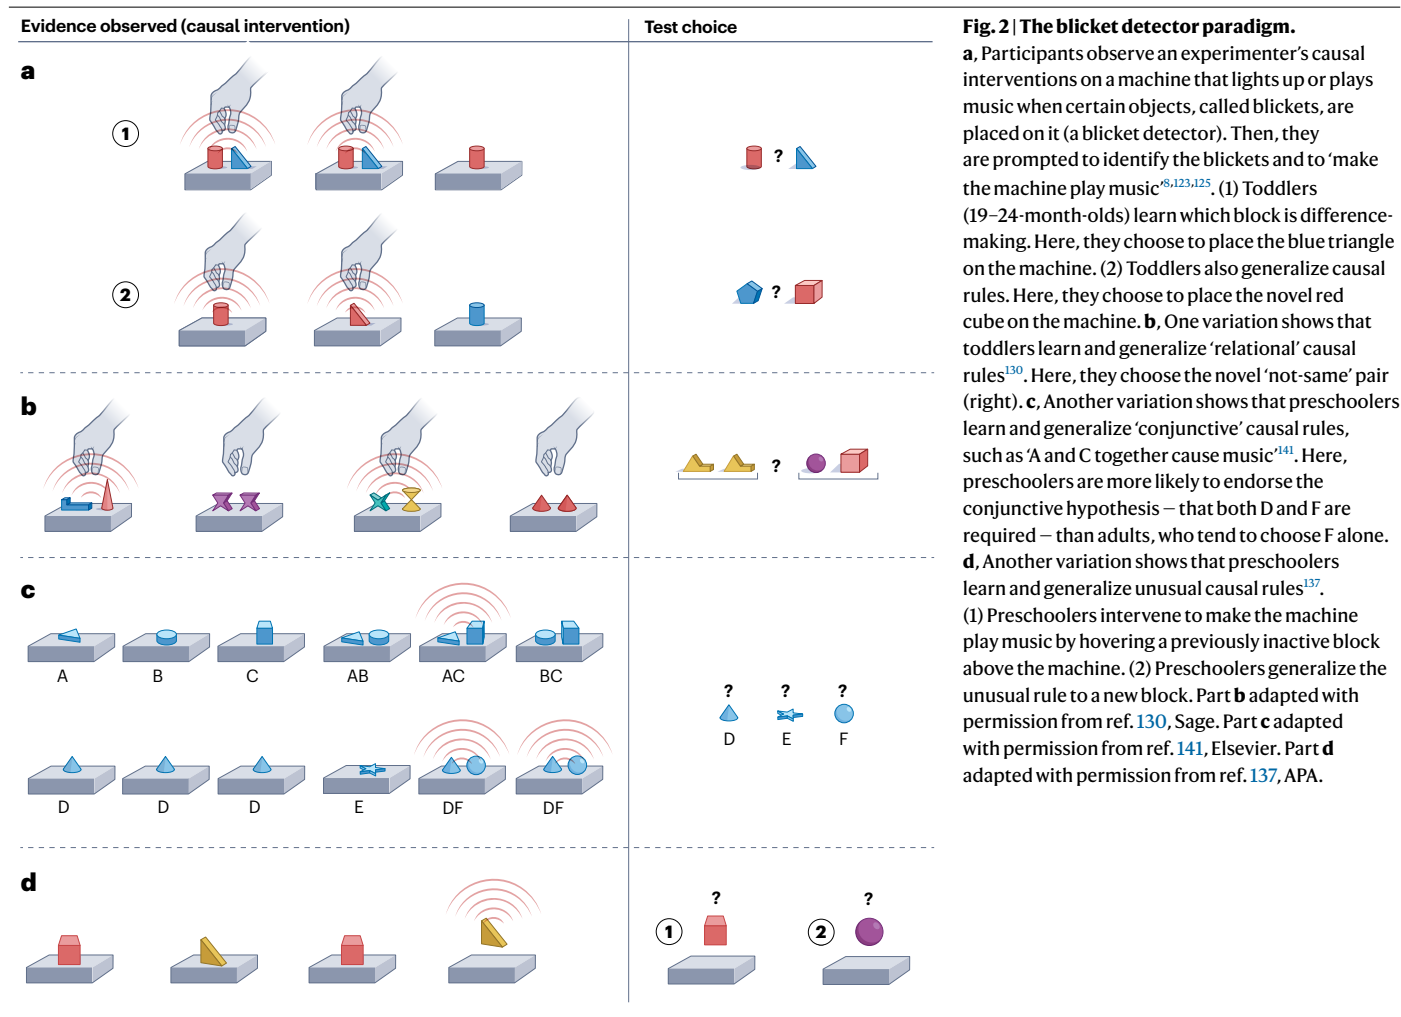 Evidence observed (causal intervention)
Test choice
a
1
?
2
?
b
?
c
A B C AB AC BC
? ? ?
D E F
D D D E DF DF
d
? ?
1 2
Fig. 2 | The blicket detector paradigm.
a, Participants observe an experimenter's causal
interventions on a machine that lights up or plays
music when certain objects, called blickets, are
placed on it (a blicket detector). Then, they
are prompted to identify the blickets and to 'make
the machine play music'8,123,125. (1) Toddlers
(19–24-month-olds) learn which block is difference-
making. Here, they choose to place the blue triangle
on the machine. (2) Toddlers also generalize causal
rules. Here, they choose to place the novel red
cube on the machine. b, One variation shows that
toddlers learn and generalize 'relational' causal
rules130. Here, they choose the novel 'not-same' pair
(right). c, Another variation shows that preschoolers
learn and generalize 'conjunctive' causal rules,
such as 'A and C together cause music'141. Here,
preschoolers are more likely to endorse the
conjunctive hypothesis — that both D and F are
required — than adults, who tend to choose F alone.
d, Another variation shows that preschoolers
learn and generalize unusual causal rules137.
(1) Preschoolers intervene to make the machine
play music by hovering a previously inactive block
above the machine. (2) Preschoolers generalize the
unusual rule to a new block. Part b adapted with
permission from ref. 130, Sage. Part c adapted
with permission from ref. 141, Elsevier. Part d
adapted with permission from ref. 137, APA.